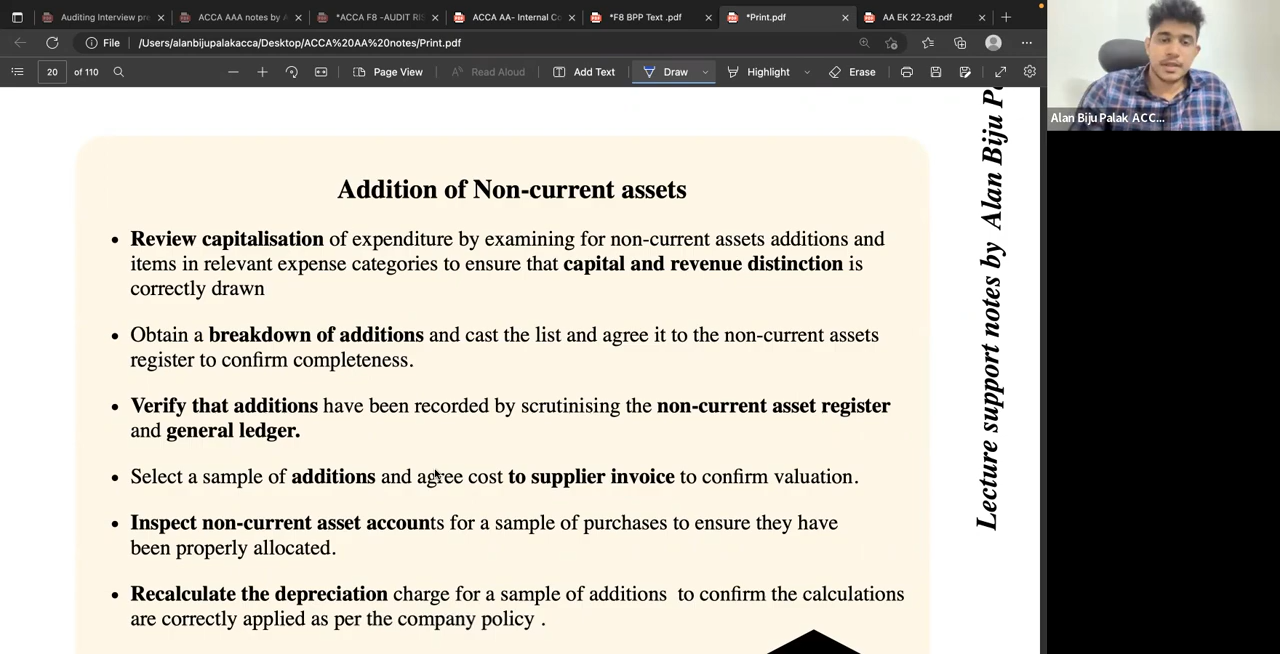 Auditing Interview pre
ACCA AAA notes by A
*ACCA F8 -AUDIT RIS
ACCA AA- Internal Co
*F8 BPP Text .pdf
*Print.pdf
AA EK 22-23.pdf
File
/Users/alanbijupalakacca/Desktop/ACCA%20AA%20notes/Print.pdf
20 of 110
Page View
Read Aloud
Add Text
Draw
Highlight
Erase
Alan Biju Palak ACC...
Addition of Non-current assets
• Review capitalisation of expenditure by examining for non-current assets additions and
items in relevant expense categories to ensure that capital and revenue distinction is
correctly drawn
• Obtain a breakdown of additions and cast the list and agree it to the non-current assets
register to confirm completeness.
• Verify that additions have been recorded by scrutinising the non-current asset register
and general ledger.
• Select a sample of additions and agree cost to supplier invoice to confirm valuation.
• Inspect non-current asset accounts for a sample of purchases to ensure they have
been properly allocated.
• Recalculate the depreciation charge for a sample of additions to confirm the calculations
are correctly applied as per the company policy .
Lecture support notes by Alan Biju